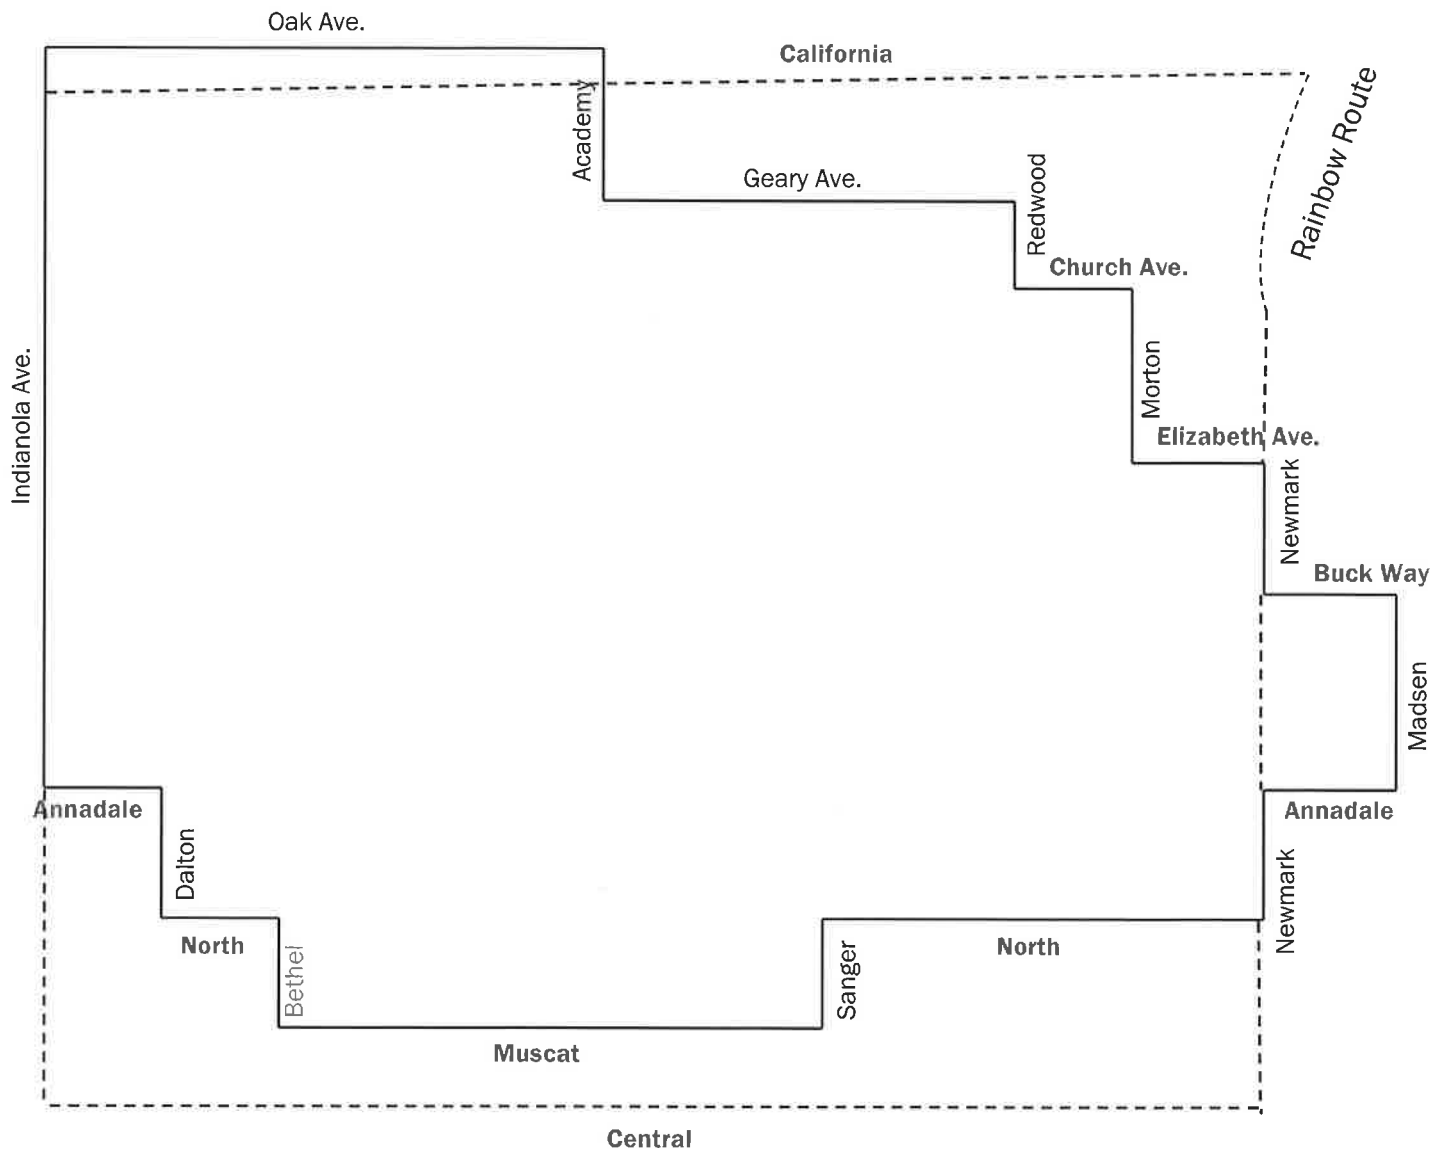 Oak Ave.
California
Rainbow Route
Academy
Geary Ave.
Redwood
Church Ave.
Indianola Ave.
Morton
Elizabeth Ave.
Newmark
Buck Way
Madsen
Annadale
Annadale
Dalton
Newmark
North
Bethel
Sanger
North
Muscat
Central